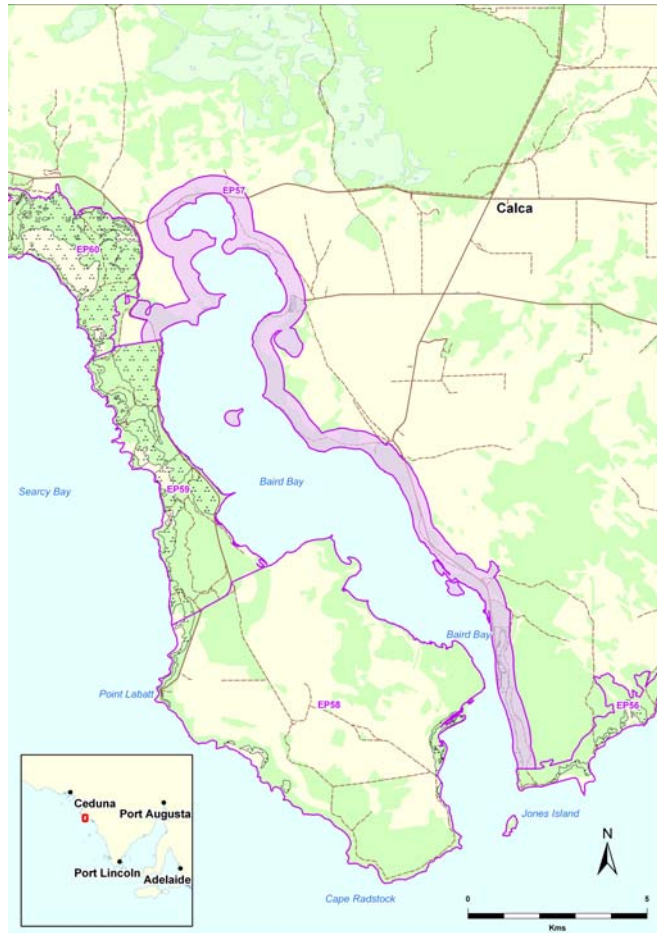 EP57
Calca
EP60
Searcy Bay
Baird Bay
EP59
Baird Bay
Point Labatt
EP58
EP56
Jones Island
Cape Radstock
Ceduna
Port Augusta
Port Lincoln
Adelaide
N
0 5
Kms